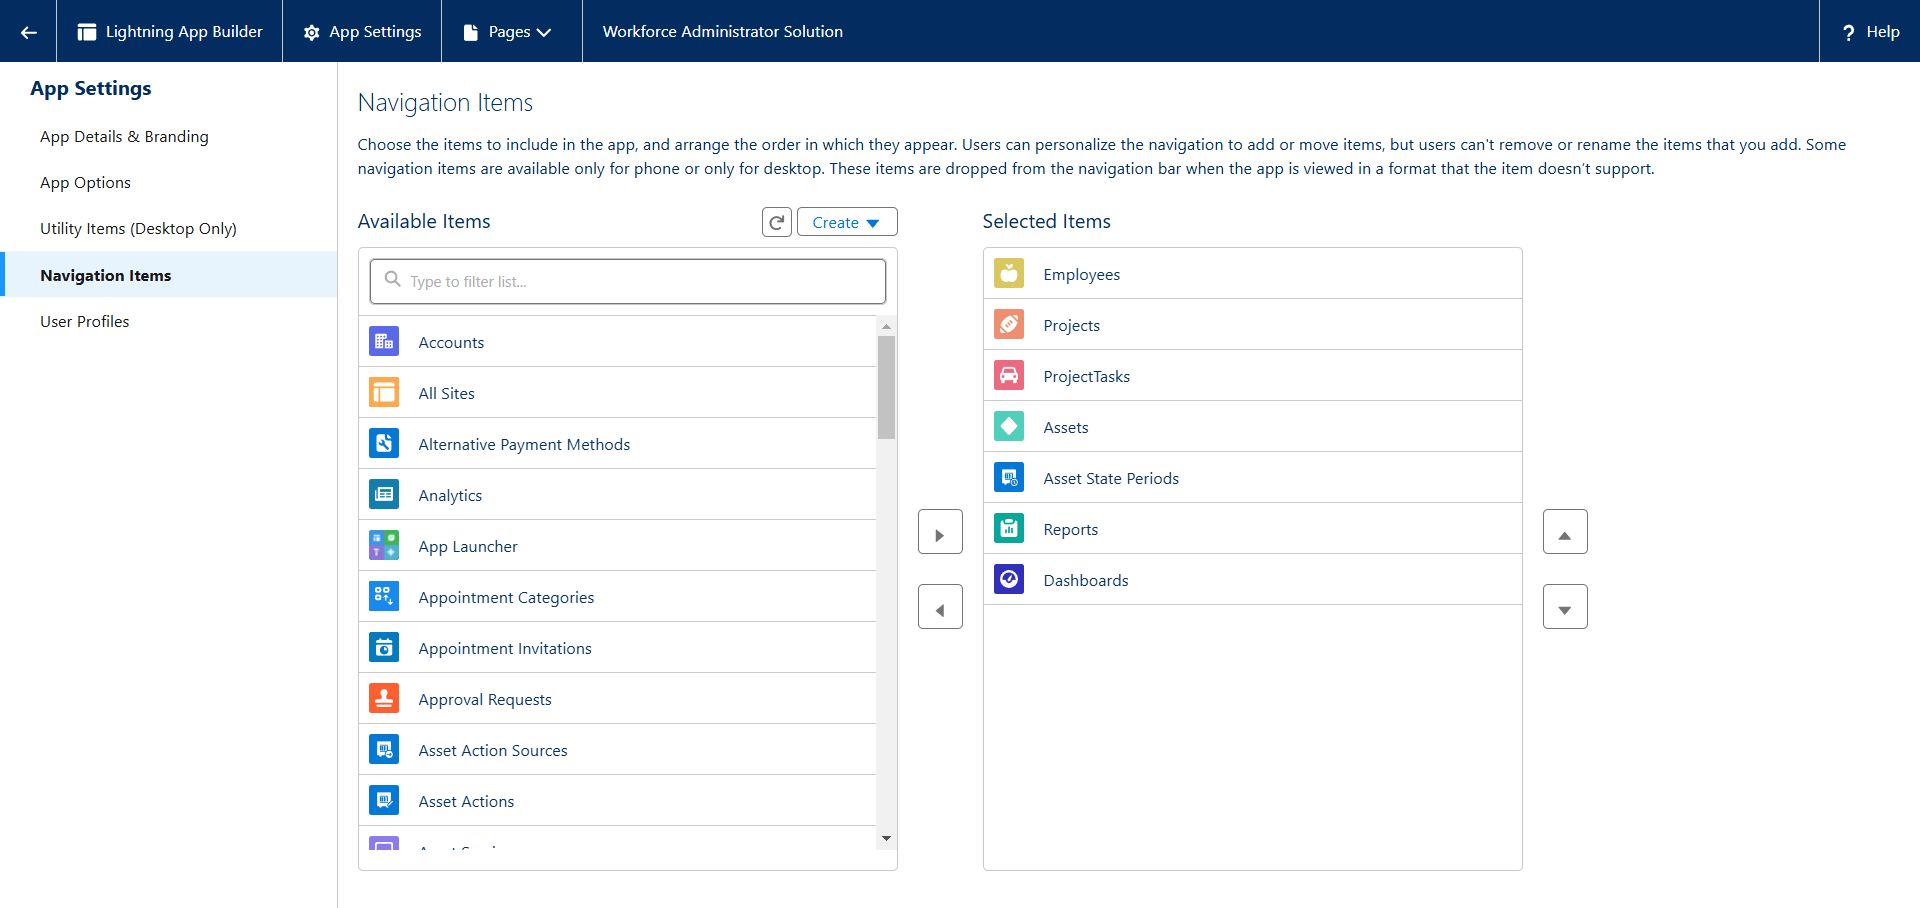 Lightning App Builder
App Settings
Pages
Workforce Administrator Solution
? Help
App Settings
App Details & Branding
App Options
Utility Items (Desktop Only)
Navigation Items
User Profiles
Navigation Items
Choose the items to include in the app, and arrange the order in which they appear. Users can personalize the navigation to add or move items, but users can't remove or rename the items that you add. Some
navigation items are available only for phone or only for desktop. These items are dropped from the navigation bar when the app is viewed in a format that the item doesn't support.
Available Items
Create
Type to filter list...
Accounts
All Sites
Alternative Payment Methods
Analytics
App Launcher
Appointment Categories
Appointment Invitations
Approval Requests
Asset Action Sources
Asset Actions
Selected Items
Employees
Projects
ProjectTasks
Assets
Asset State Periods
Reports
Dashboards